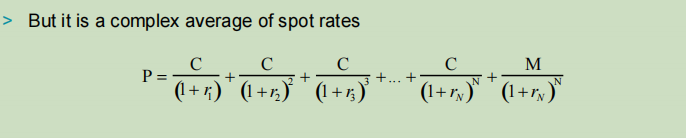 > But it is a complex average of spot rates
P = C/(1 + r₁) + C/(1 + r₂)² + C/(1 + r₃)³ + ... + C/(1 + r_N)^N + M/(1 + r_N)^N